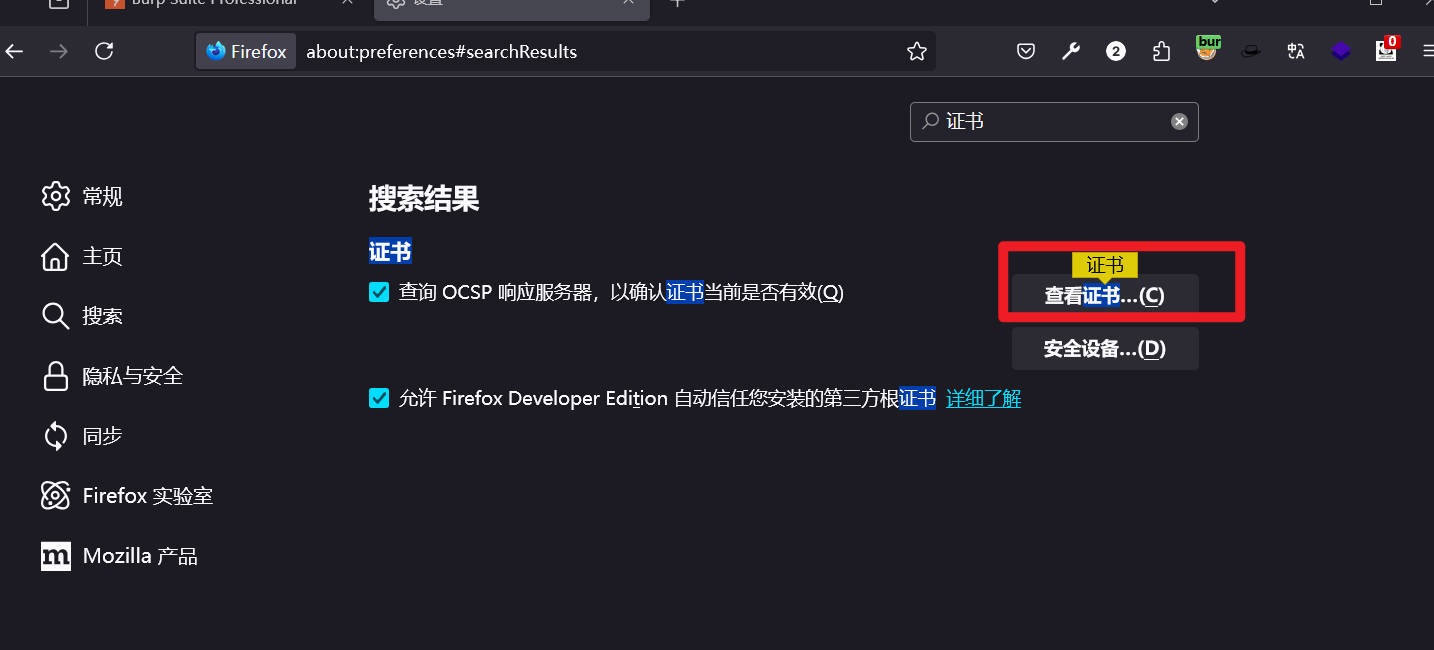 Burp Suite Professional
设置
Firefox
about:preferences#searchResults
2
bur
0
证书
常规
主页
搜索
隐私与安全
同步
Firefox 实验室
Mozilla 产品
搜索结果
证书
查询 OCSP 响应服务器，以确认证书当前是否有效(Q)
证书
查看证书...(C)
安全设备...(D)
允许 Firefox Developer Edition 自动信任您安装的第三方根证书 详细了解